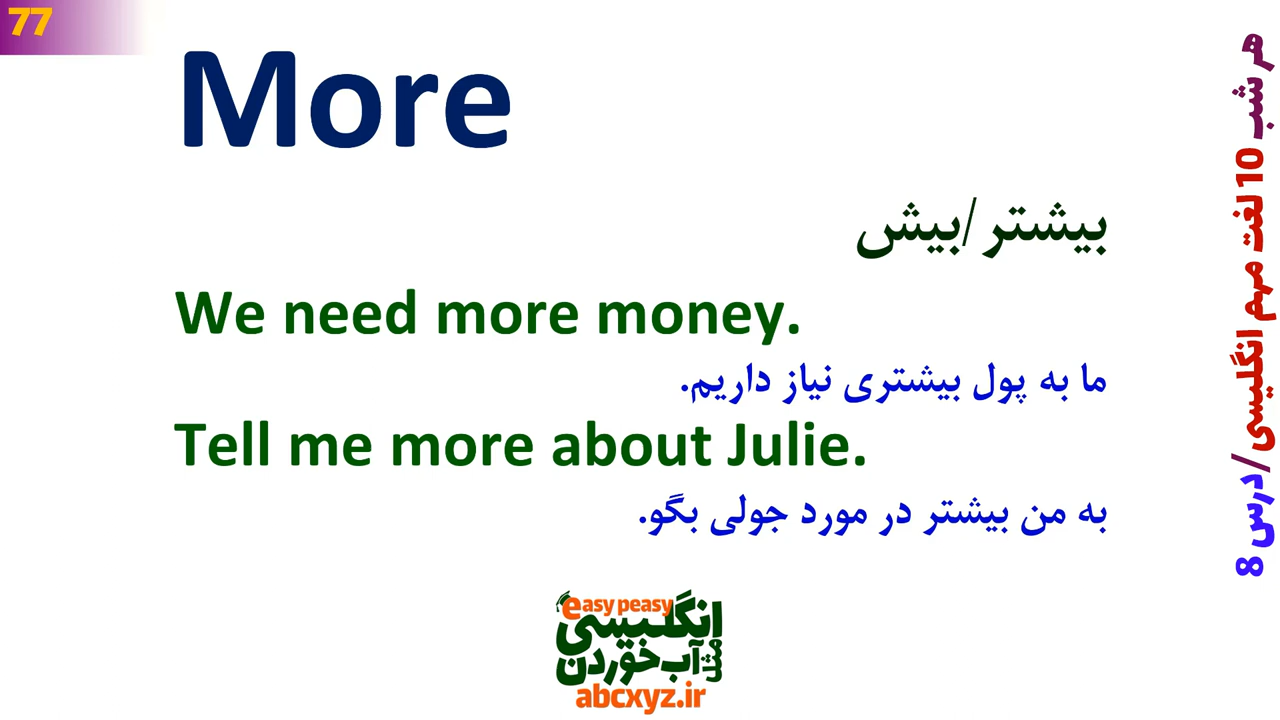 77
More
بیشتر/بیش
We need more money.
ما به پول بیشتری نیاز داریم.
Tell me more about Julie.
به من بیشتر در مورد جولی بگو.
هر شب 10 لغت مهم انگلیسی/درس 8
easy peasy
انگلیسی
مثل آب خوردن
abcxyz.ir